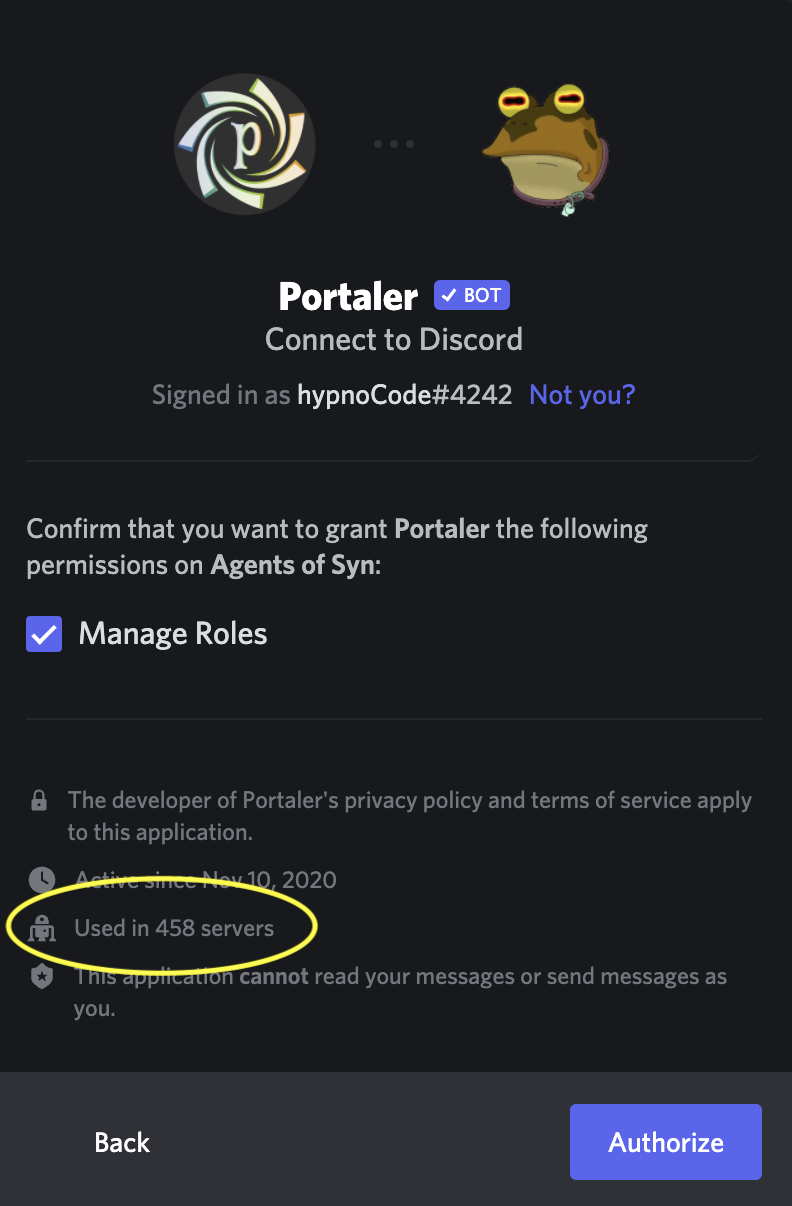 p
Portaler BOT
Connect to Discord
Signed in as hypnoCode#4242 Not you?
Confirm that you want to grant Portaler the following
permissions on Agents of Syn:
Manage Roles
The developer of Portaler's privacy policy and terms of service apply
to this application.
Active since Nov 10, 2020
Used in 458 servers
This application cannot read your messages or send messages as
you.
Back Authorize